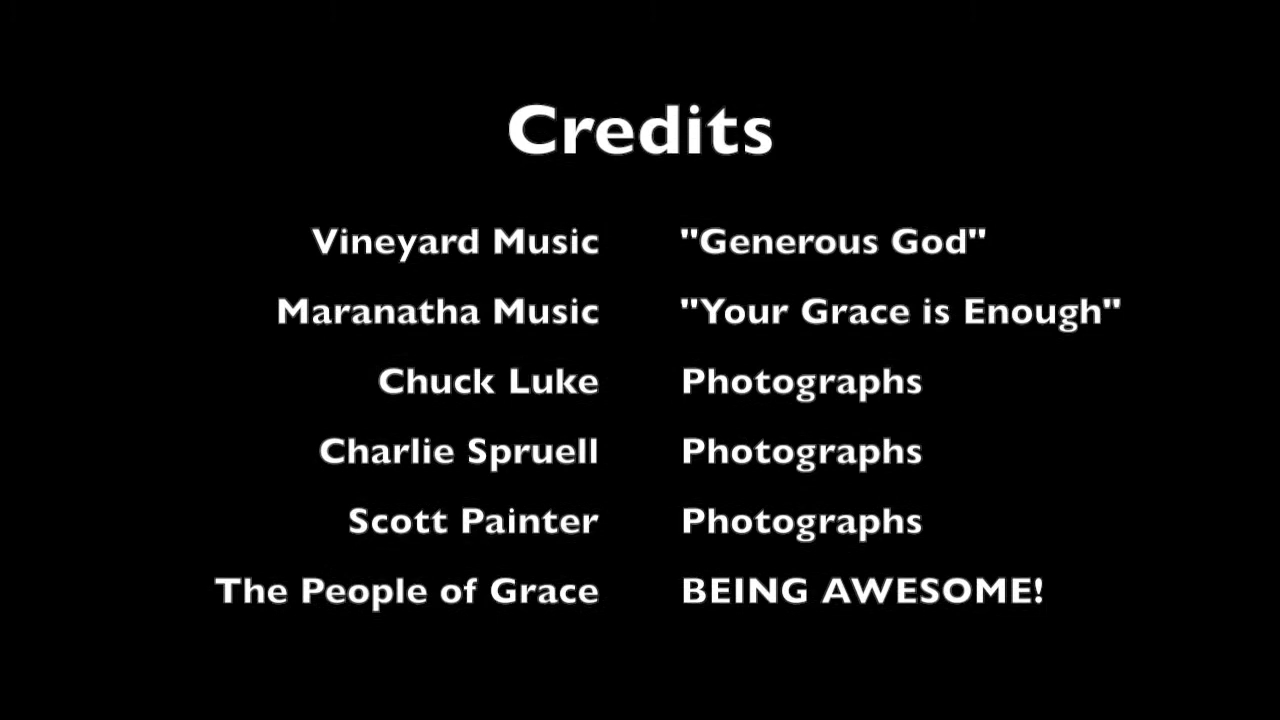 Credits
Vineyard Music "Generous God"
Maranatha Music "Your Grace is Enough"
Chuck Luke Photographs
Charlie Spruell Photographs
Scott Painter Photographs
The People of Grace BEING AWESOME!